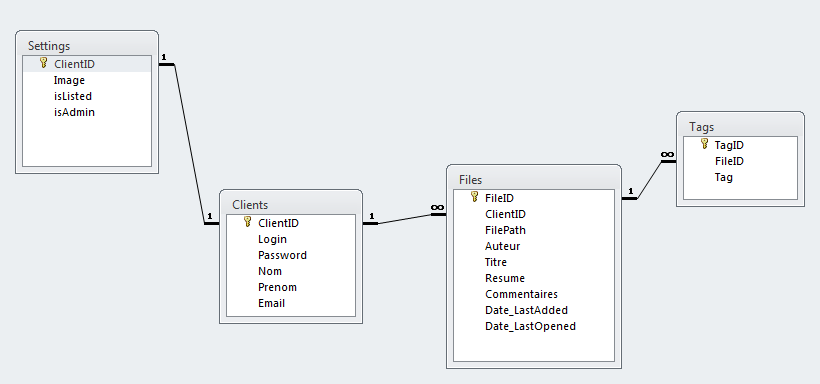 Settings
ClientID
Image
isListed
isAdmin
1
1
Clients
ClientID
Login
Password
Nom
Prenom
Email
1
∞
Files
FileID
ClientID
FilePath
Auteur
Titre
Resume
Commentaires
Date_LastAdded
Date_LastOpened
1
∞
Tags
TagID
FileID
Tag